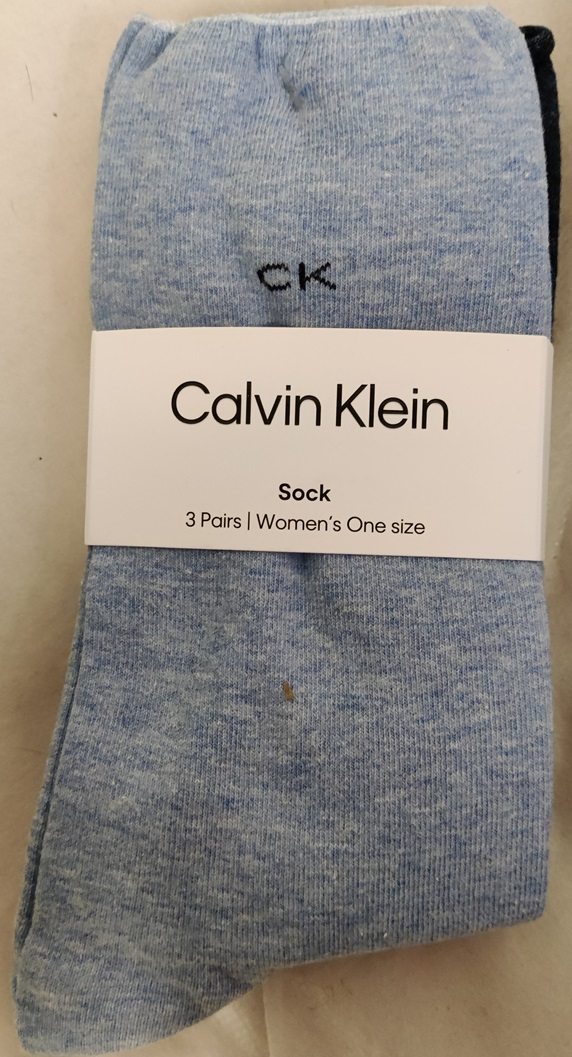 CK
Calvin Klein
Sock
3 Pairs | Women's One size